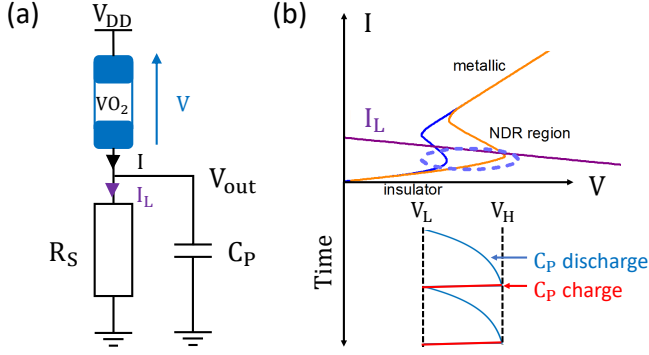 (a)
V_DD
VO₂
V
I
I_L
V_out
R_S
C_P
(b)
I
metallic
I_L
NDR region
insulator
V
V_L
V_H
Time
C_P discharge
C_P charge